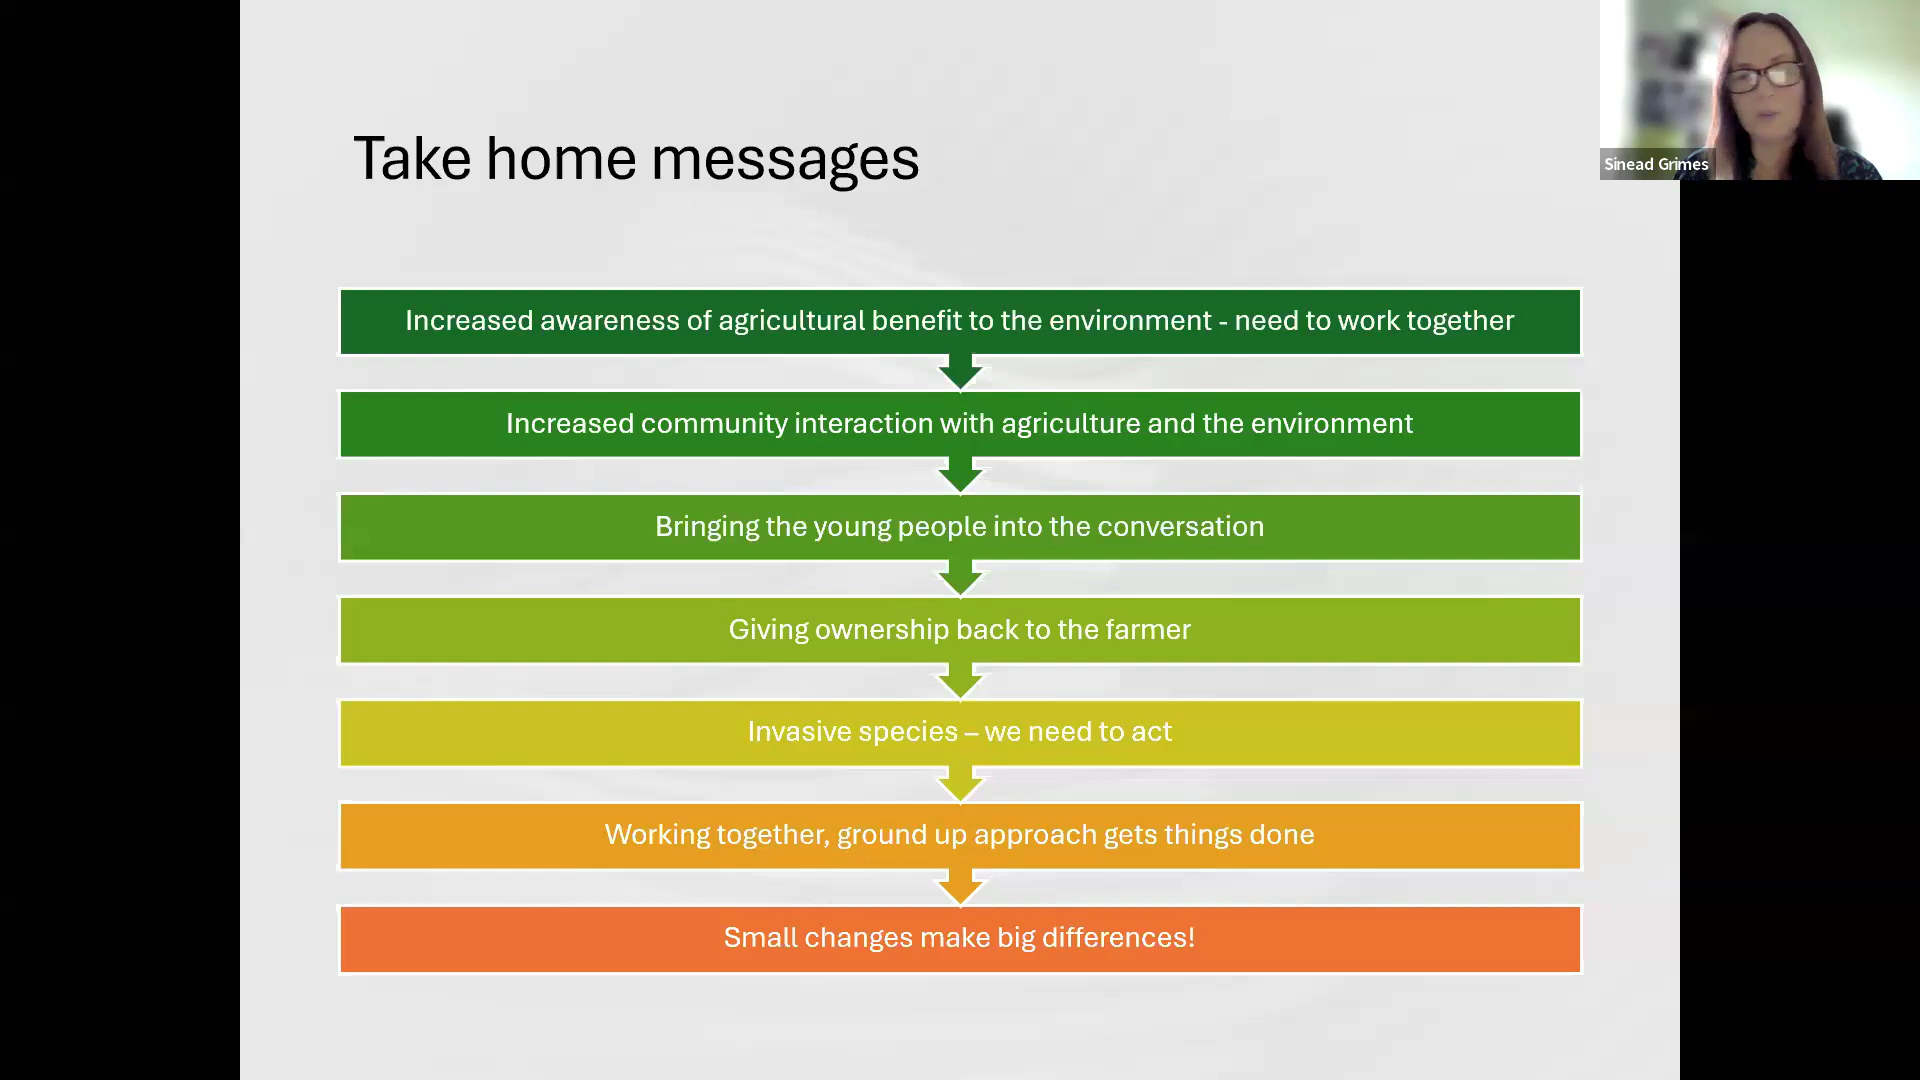 Take home messages
Sinead Grimes
Increased awareness of agricultural benefit to the environment - need to work together
Increased community interaction with agriculture and the environment
Bringing the young people into the conversation
Giving ownership back to the farmer
Invasive species – we need to act
Working together, ground up approach gets things done
Small changes make big differences!